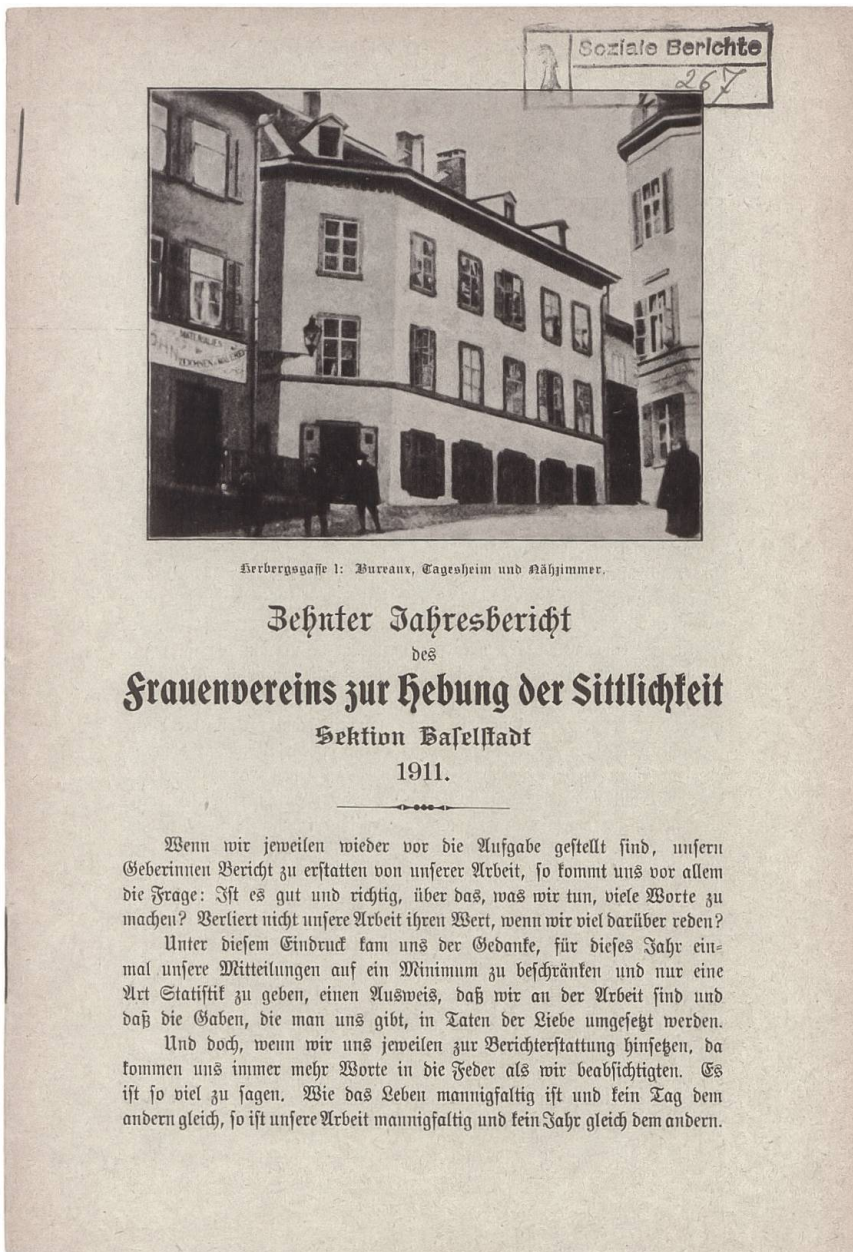 Soziale Berichte
267
MATERIALIEN
ZEICHNEN & MALEREI
Herbergsgasse 1: Bureaux, Tagesheim und Nähzimmer.
Zehnter Jahresbericht
des
Frauenvereins zur Hebung der Sittlichkeit
Sektion Baselstadt
1911.
Wenn wir jeweilen wieder vor die Aufgabe gestellt sind, unsern
Geberinnen Bericht zu erstatten von unserer Arbeit, so kommt uns vor allem
die Frage: Ist es gut und richtig, über das, was wir tun, viele Worte zu
machen? Verliert nicht unsere Arbeit ihren Wert, wenn wir viel darüber reden?
Unter diesem Eindruck kam uns der Gedanke, für dieses Jahr ein-
mal unsere Mitteilungen auf ein Minimum zu beschränken und nur eine
Art Statistik zu geben, einen Ausweis, daß wir an der Arbeit sind und
daß die Gaben, die man uns gibt, in Taten der Liebe umgesetzt werden.
Und doch, wenn wir uns jeweilen zur Berichterstattung hinsetzen, da
kommen uns immer mehr Worte in die Feder als wir beabsichtigten. Es
ist so viel zu sagen. Wie das Leben mannigfaltig ist und kein Tag dem
andern gleich, so ist unsere Arbeit mannigfaltig und kein Jahr gleich dem andern.